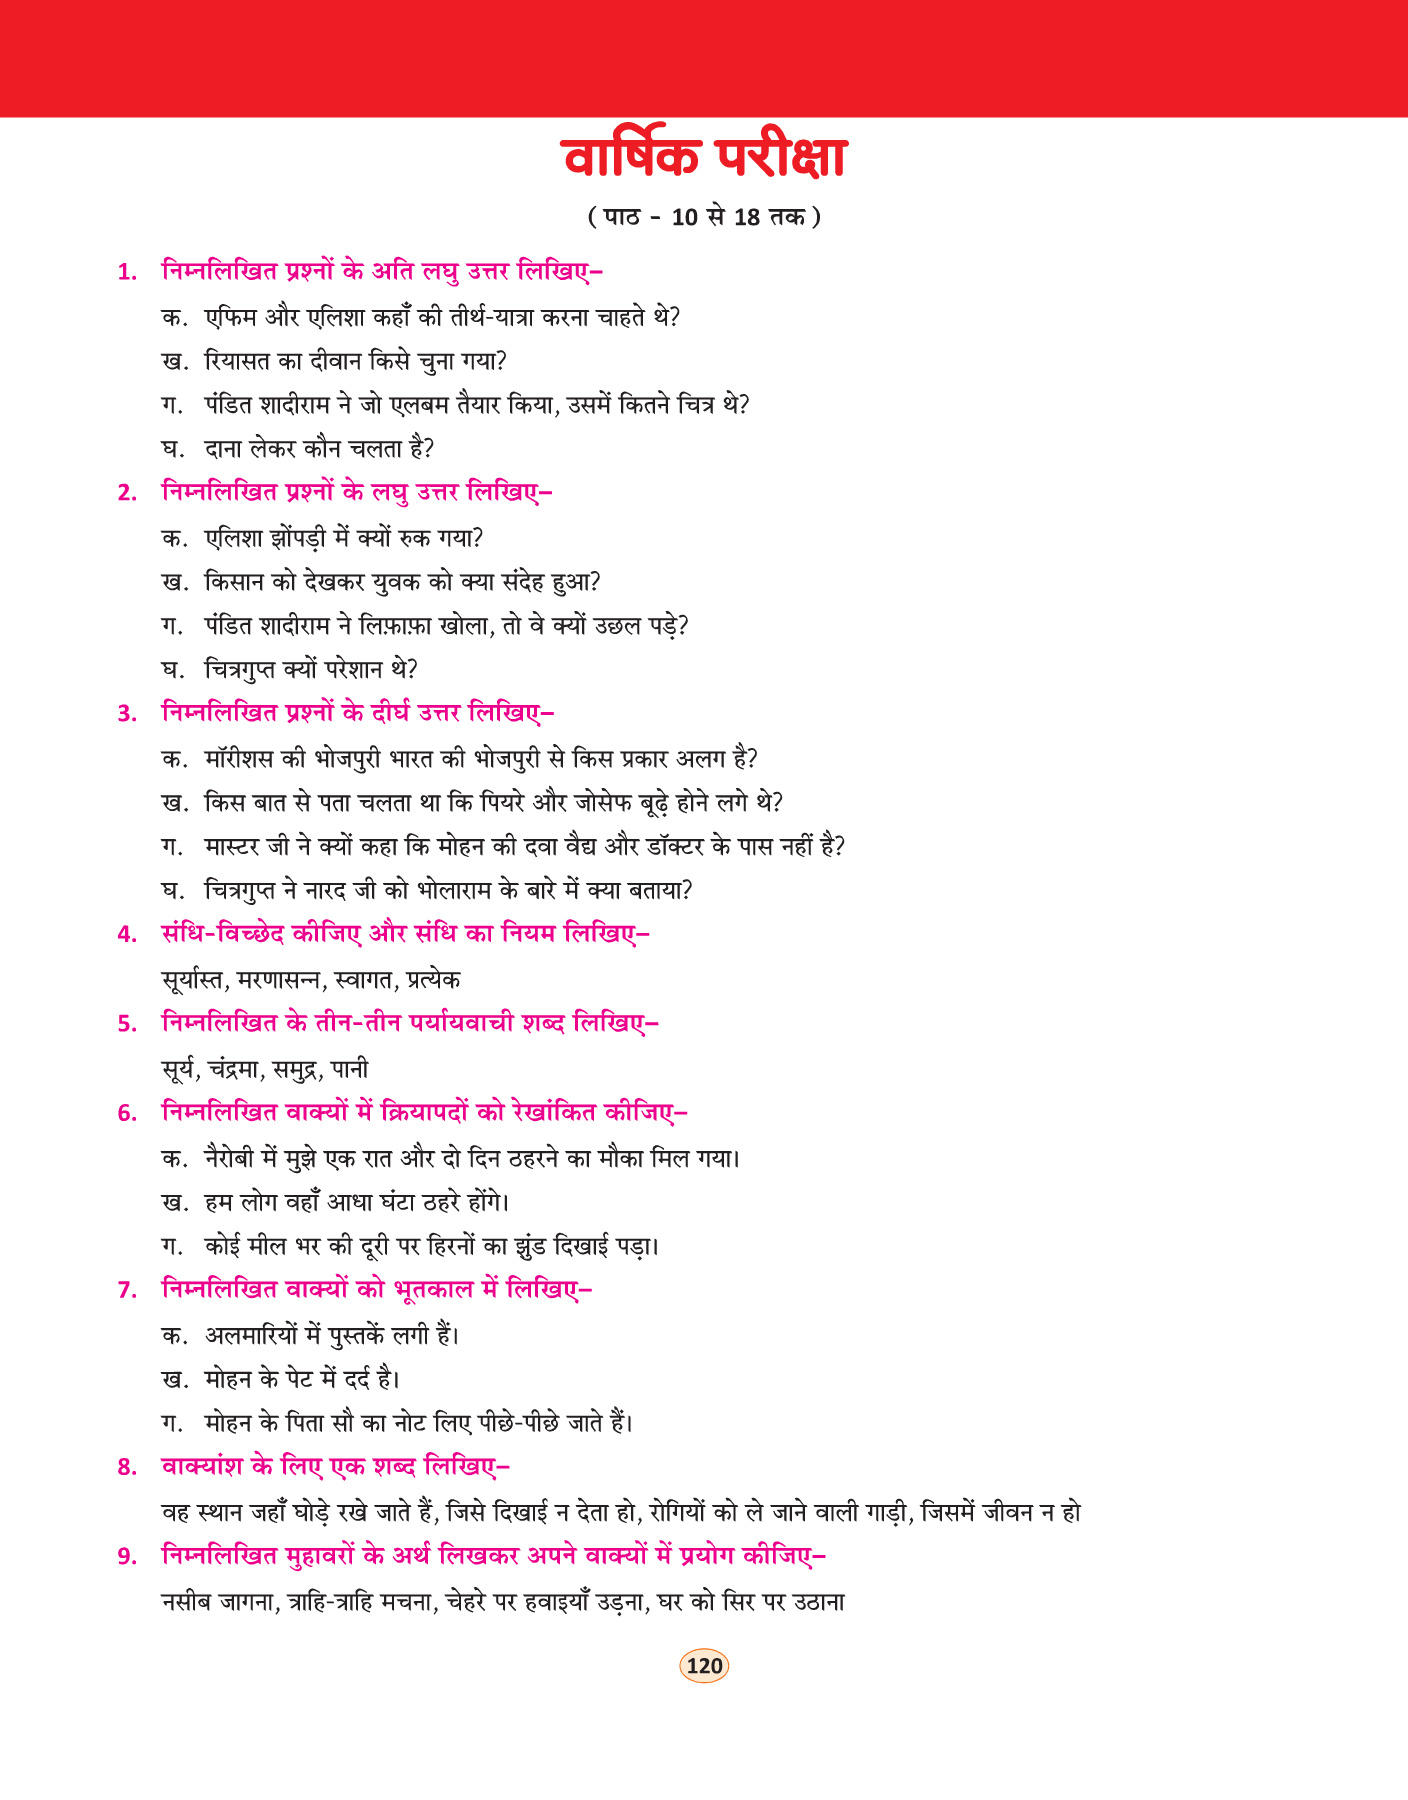 वार्षिक परीक्षा
( पाठ - 10 से 18 तक )
1. निम्नलिखित प्रश्नों के अति लघु उत्तर लिखिए–
क. एफिम और एलिशा कहाँ की तीर्थ-यात्रा करना चाहते थे?
ख. रियासत का दीवान किसे चुना गया?
ग. पंडित शादीराम ने जो एलबम तैयार किया, उसमें कितने चित्र थे?
घ. दाना लेकर कौन चलता है?
2. निम्नलिखित प्रश्नों के लघु उत्तर लिखिए–
क. एलिशा झोंपड़ी में क्यों रुक गया?
ख. किसान को देखकर युवक को क्या संदेह हुआ?
ग. पंडित शादीराम ने लिफ़ाफ़ा खोला, तो वे क्यों उछल पड़े?
घ. चित्रगुप्त क्यों परेशान थे?
3. निम्नलिखित प्रश्नों के दीर्घ उत्तर लिखिए–
क. मॉरीशस की भोजपुरी भारत की भोजपुरी से किस प्रकार अलग है?
ख. किस बात से पता चलता था कि पियरे और जोसेफ बूढ़े होने लगे थे?
ग. मास्टर जी ने क्यों कहा कि मोहन की दवा वैद्य और डॉक्टर के पास नहीं है?
घ. चित्रगुप्त ने नारद जी को भोलाराम के बारे में क्या बताया?
4. संधि-विच्छेद कीजिए और संधि का नियम लिखिए–
सूर्यास्त, मरणासन्न, स्वागत, प्रत्येक
5. निम्नलिखित के तीन-तीन पर्यायवाची शब्द लिखिए–
सूर्य, चंद्रमा, समुद्र, पानी
6. निम्नलिखित वाक्यों में क्रियापदों को रेखांकित कीजिए–
क. नैरोबी में मुझे एक रात और दो दिन ठहरने का मौका मिल गया।
ख. हम लोग वहाँ आधा घंटा ठहरे होंगे।
ग. कोई मील भर की दूरी पर हिरनों का झुंड दिखाई पड़ा।
7. निम्नलिखित वाक्यों को भूतकाल में लिखिए–
क. अलमारियों में पुस्तकें लगी हैं।
ख. मोहन के पेट में दर्द है।
ग. मोहन के पिता सौ का नोट लिए पीछे-पीछे जाते हैं।
8. वाक्यांश के लिए एक शब्द लिखिए–
वह स्थान जहाँ घोड़े रखे जाते हैं, जिसे दिखाई न देता हो, रोगियों को ले जाने वाली गाड़ी, जिसमें जीवन न हो
9. निम्नलिखित मुहावरों के अर्थ लिखकर अपने वाक्यों में प्रयोग कीजिए–
नसीब जागना, त्राहि-त्राहि मचना, चेहरे पर हवाइयाँ उड़ना, घर को सिर पर उठाना
120